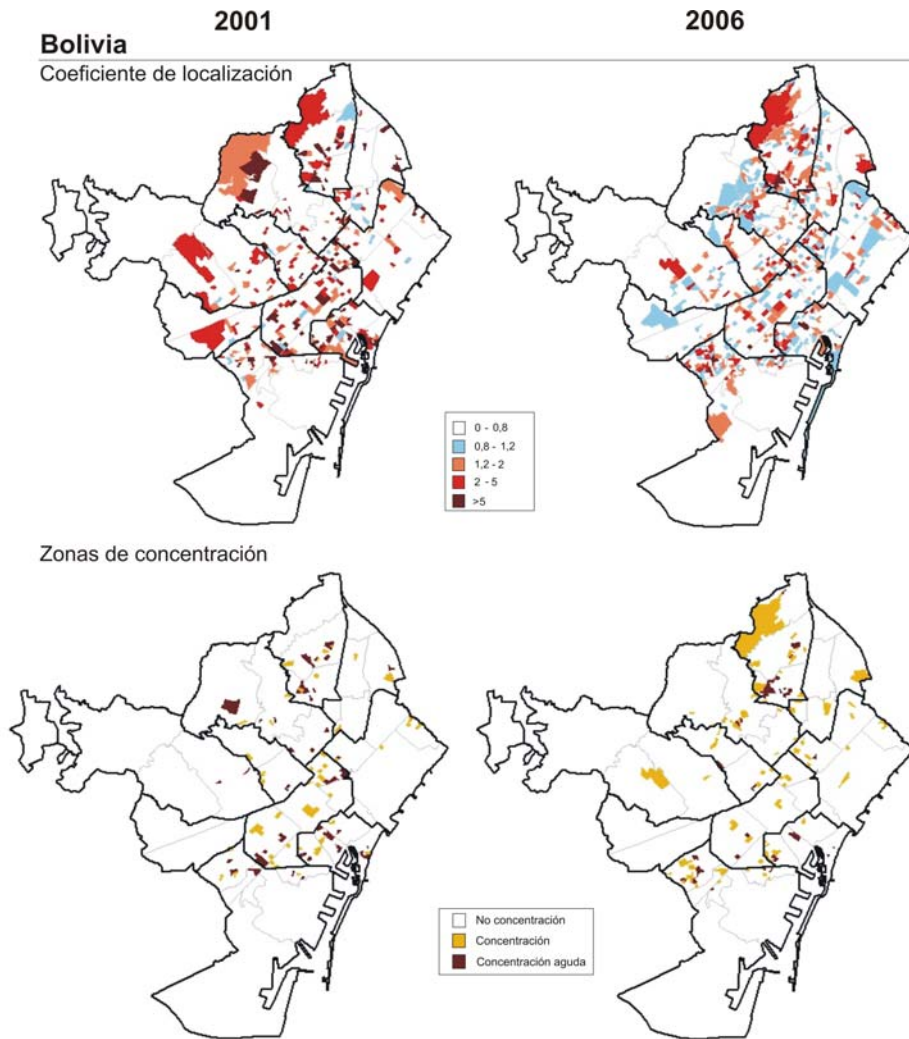 2001 2006
Bolivia
Coeficiente de localización
0 - 0,8
0,8 - 1,2
1,2 - 2
2 - 5
>5
Zonas de concentración
No concentración
Concentración
Concentración aguda